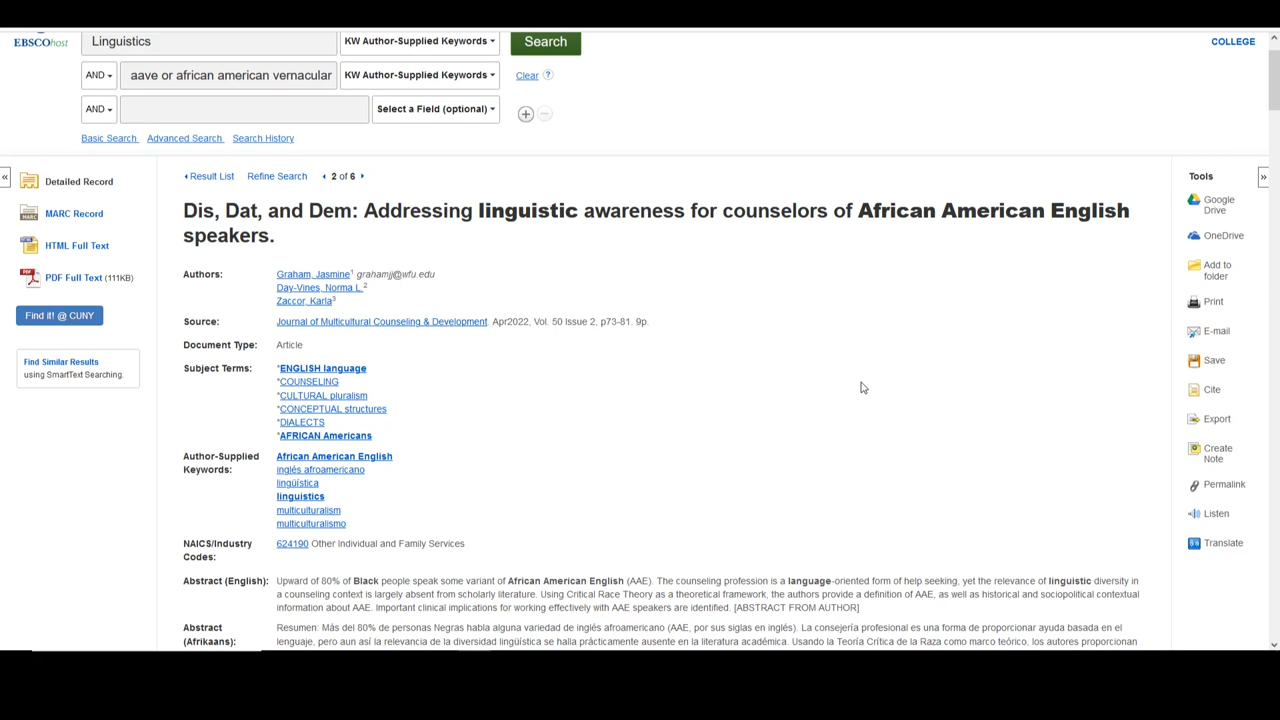 EBSCOhost
Linguistics
KW Author-Supplied Keywords
Search
COLLEGE
AND
aave or african american vernacular
KW Author-Supplied Keywords
Clear
?
AND
Select a Field (optional)
Basic Search
Advanced Search
Search History
«
Detailed Record
MARC Record
HTML Full Text
PDF Full Text (111KB)
Find it! @ CUNY
Find Similar Results
using SmartText Searching.
Result List
Refine Search
2 of 6
Dis, Dat, and Dem: Addressing linguistic awareness for counselors of African American English
speakers.
Authors:
Graham, Jasmine1 grahamjj@wfu.edu
Day-Vines, Norma L.2
Zaccor, Karla3
Source:
Journal of Multicultural Counseling & Development. Apr2022, Vol. 50 Issue 2, p73-81. 9p.
Document Type:
Article
Subject Terms:
*ENGLISH language
*COUNSELING
*CULTURAL pluralism
*CONCEPTUAL structures
*DIALECTS
*AFRICAN Americans
Author-Supplied
Keywords:
African American English
inglés afroamericano
lingüística
linguistics
multiculturalism
multiculturalismo
NAICS/Industry
Codes:
624190 Other Individual and Family Services
Abstract (English):
Upward of 80% of Black people speak some variant of African American English (AAE). The counseling profession is a language-oriented form of help seeking, yet the relevance of linguistic diversity in
a counseling context is largely absent from scholarly literature. Using Critical Race Theory as a theoretical framework, the authors provide a definition of AAE, as well as historical and sociopolitical contextual
information about AAE. Important clinical implications for working effectively with AAE speakers are identified. [ABSTRACT FROM AUTHOR]
Abstract
(Afrikaans):
Resumen: Más del 80% de personas Negras habla alguna variedad de inglés afroamericano (AAE, por sus siglas en inglés). La consejería profesional es una forma de proporcionar ayuda basada en el
lenguaje, pero aun así la relevancia de la diversidad lingüística se halla prácticamente ausente en la literatura académica. Usando la Teoría Crítica de la Raza como marco teórico, los autores proporcionan
Tools
»
Google
Drive
OneDrive
Add to
folder
Print
E-mail
Save
Cite
Export
Create
Note
Permalink
Listen
Translate